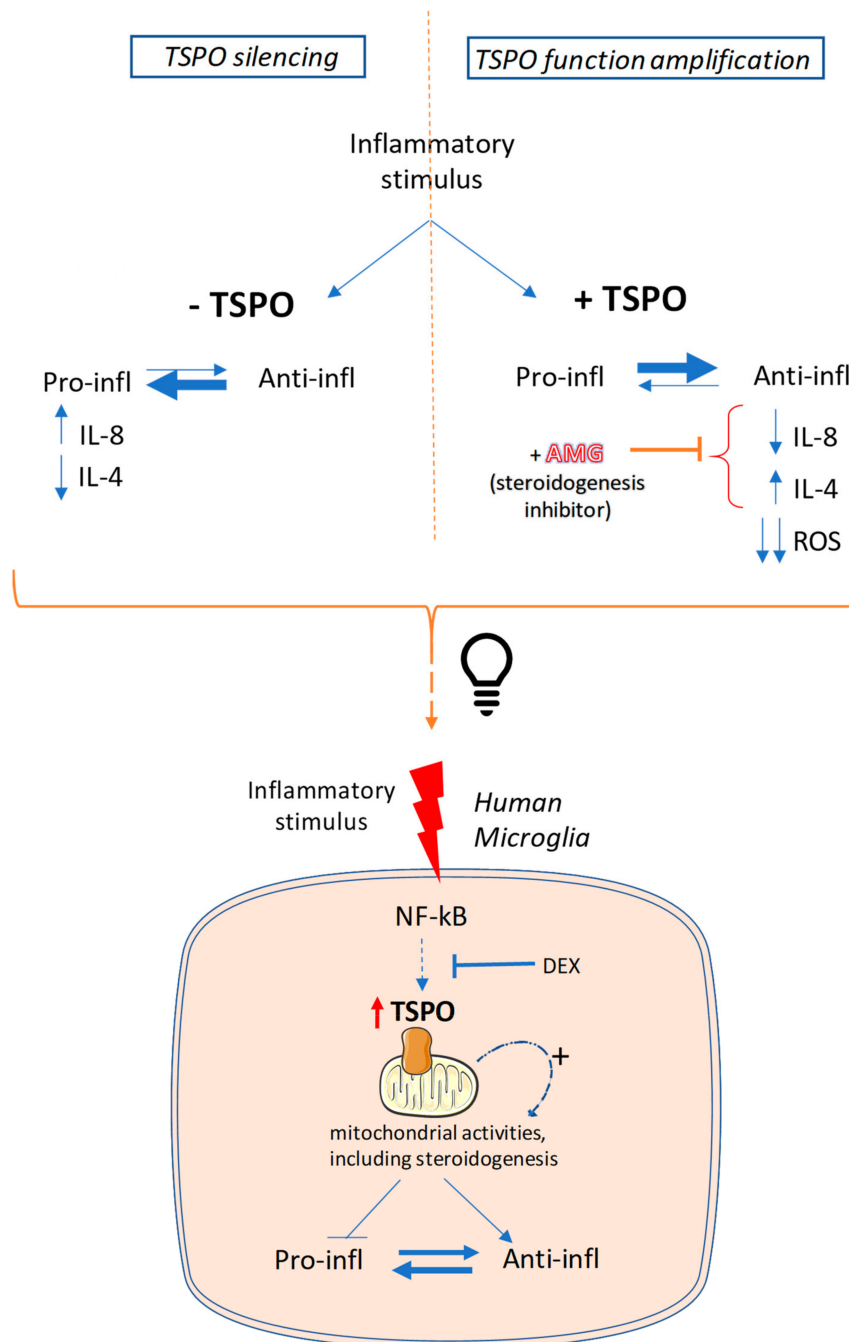 TSPO silencing
TSPO function amplification
Inflammatory
stimulus
- TSPO
+ TSPO
Pro-infl
Anti-infl
IL-8
IL-4
Pro-infl
Anti-infl
+ AMG
(steroidogenesis
inhibitor)
IL-8
IL-4
ROS
Inflammatory
stimulus
Human
Microglia
NF-kB
DEX
TSPO
+
mitochondrial activities,
including steroidogenesis
Pro-infl
Anti-infl